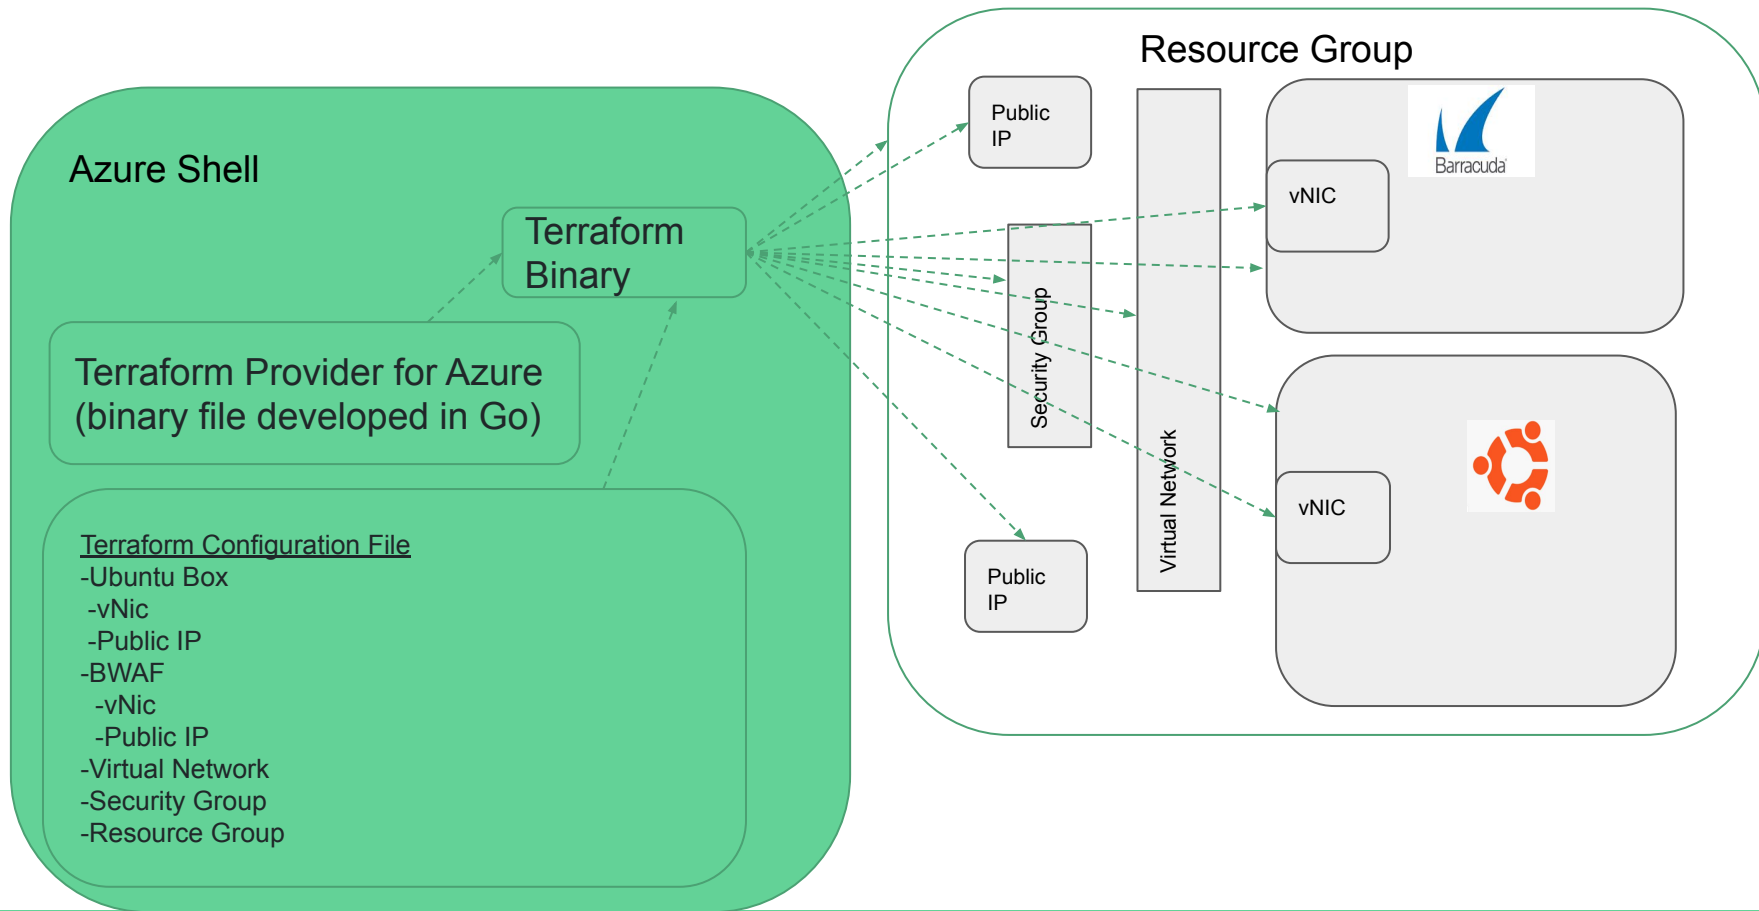 Resource Group
Azure Shell
Terraform
Binary
Terraform Provider for Azure
(binary file developed in Go)
Terraform Configuration File
-Ubuntu Box
-vNic
-Public IP
-BWAF
-vNic
-Public IP
-Virtual Network
-Security Group
-Resource Group
Public
IP
Security Group
Virtual Network
Public
IP
Barracuda
vNIC
vNIC